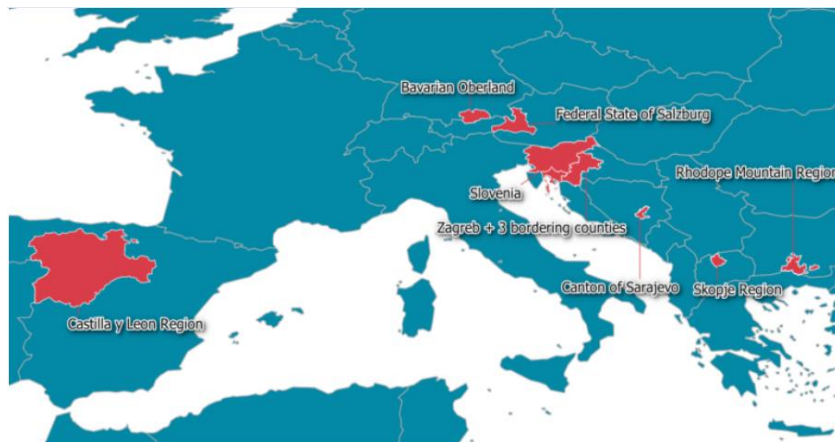 Bavarian Oberland
Federal State of Salzburg
Rhodope Mountain Region
Slovenia
Zagreb + 3 bordering counties
Canton of Sarajevo
Skopje Region
Castilla y Leon Region